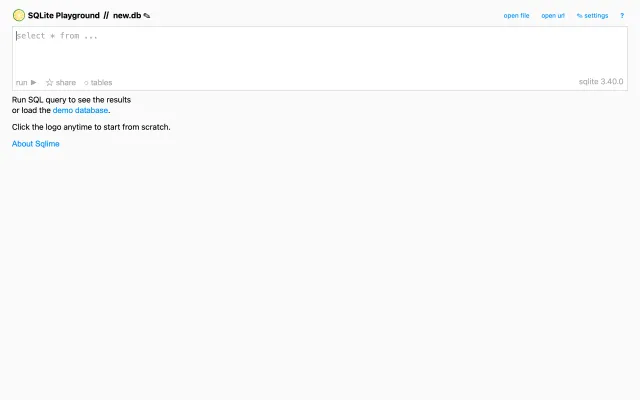 SQLite Playground // new.db ✎
open file open url ✎ settings ?
select * from ...
run ▶ ☆ share ○ tables sqlite 3.40.0
Run SQL query to see the results
or load the demo database.
Click the logo anytime to start from scratch.
About Sqlime